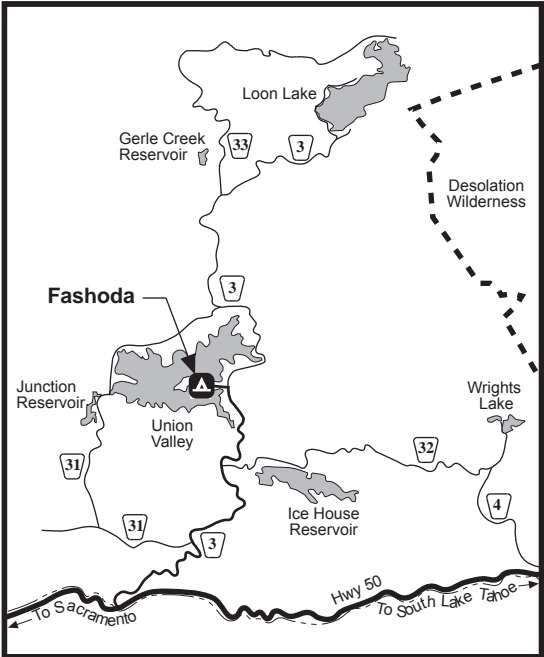 Loon Lake
Gerle Creek
Reservoir
33
3
Desolation
Wilderness
3
Fashoda
Junction
Reservoir
Union
Valley
Wrights
Lake
31
32
31
3
Ice House
Reservoir
4
Hwy 50
To Sacramento
To South Lake Tahoe